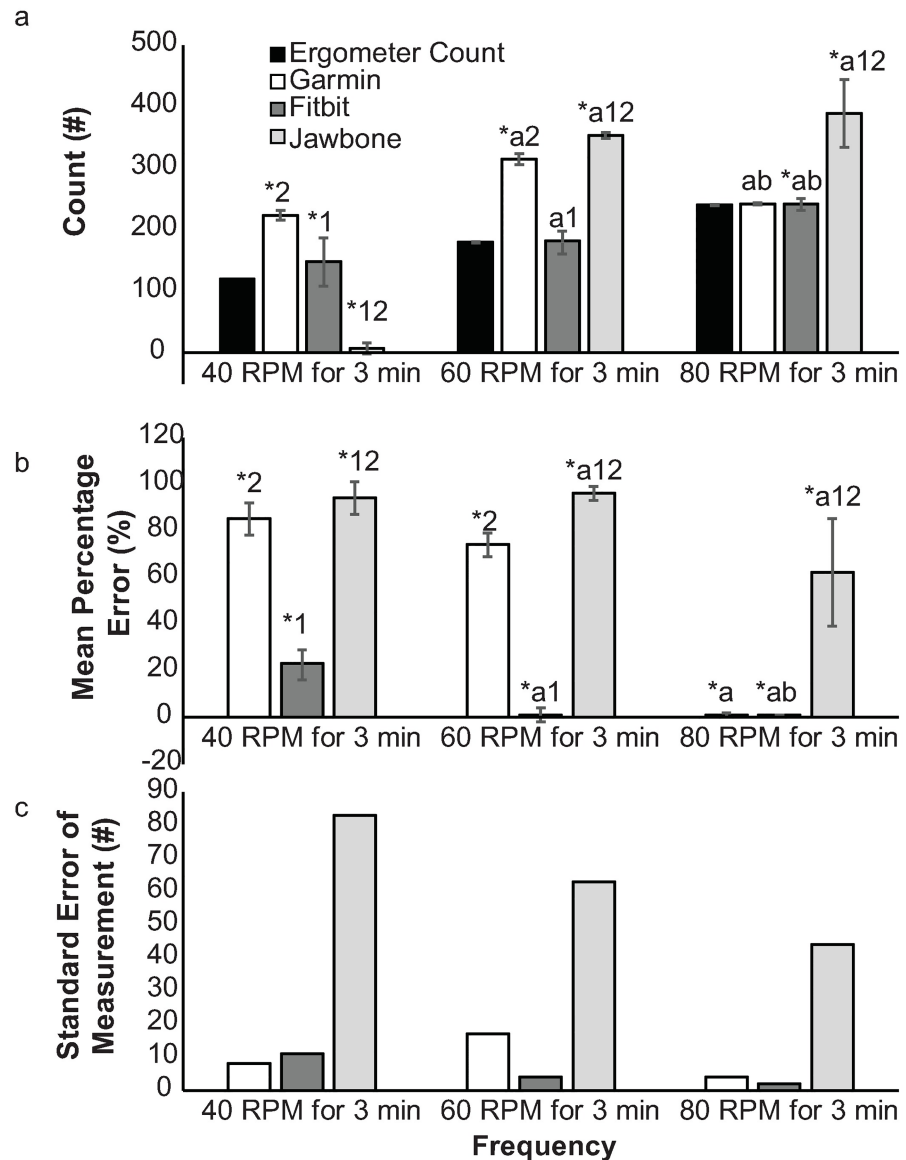 a
500
400
300
200
100
0
Count (#)
Ergometer Count
Garmin
Fitbit
Jawbone
*2
*1
*12
*a2
a1
*a12
ab
*ab
*a12
40 RPM for 3 min
60 RPM for 3 min
80 RPM for 3 min
b
120
100
80
60
40
20
0
-20
Mean Percentage
Error (%)
*2
*1
*12
*2
*a1
*a12
*a
*ab
*a12
40 RPM for 3 min
60 RPM for 3 min
80 RPM for 3 min
c
90
80
70
60
50
40
30
20
10
0
Standard Error of
Measurement (#)
40 RPM for 3 min
60 RPM for 3 min
80 RPM for 3 min
Frequency